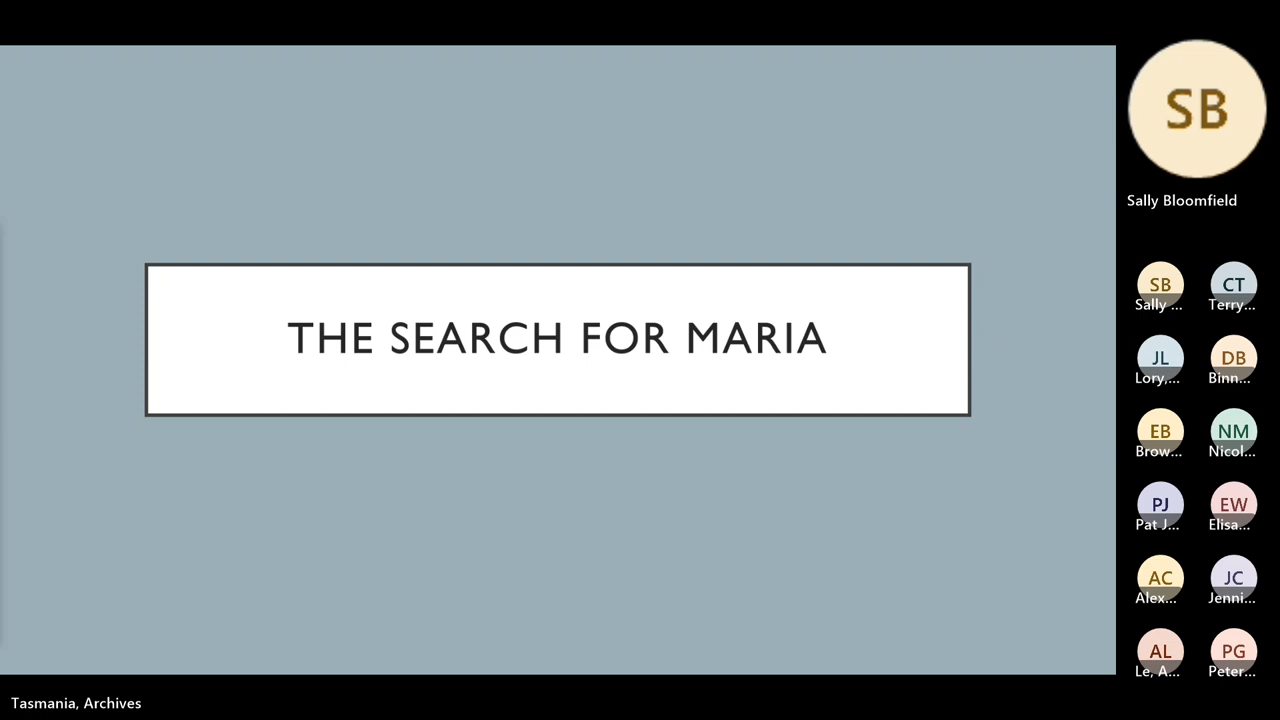 THE SEARCH FOR MARIA
SB
Sally Bloomfield
SB CT
Sally ... Terry...
JL DB
Lory,... Binn...
EB NM
Brow... Nicol...
PJ EW
Pat J... Elisa...
AC JC
Alex... Jenni...
AL PG
Le, A... Peter...
Tasmania, Archives